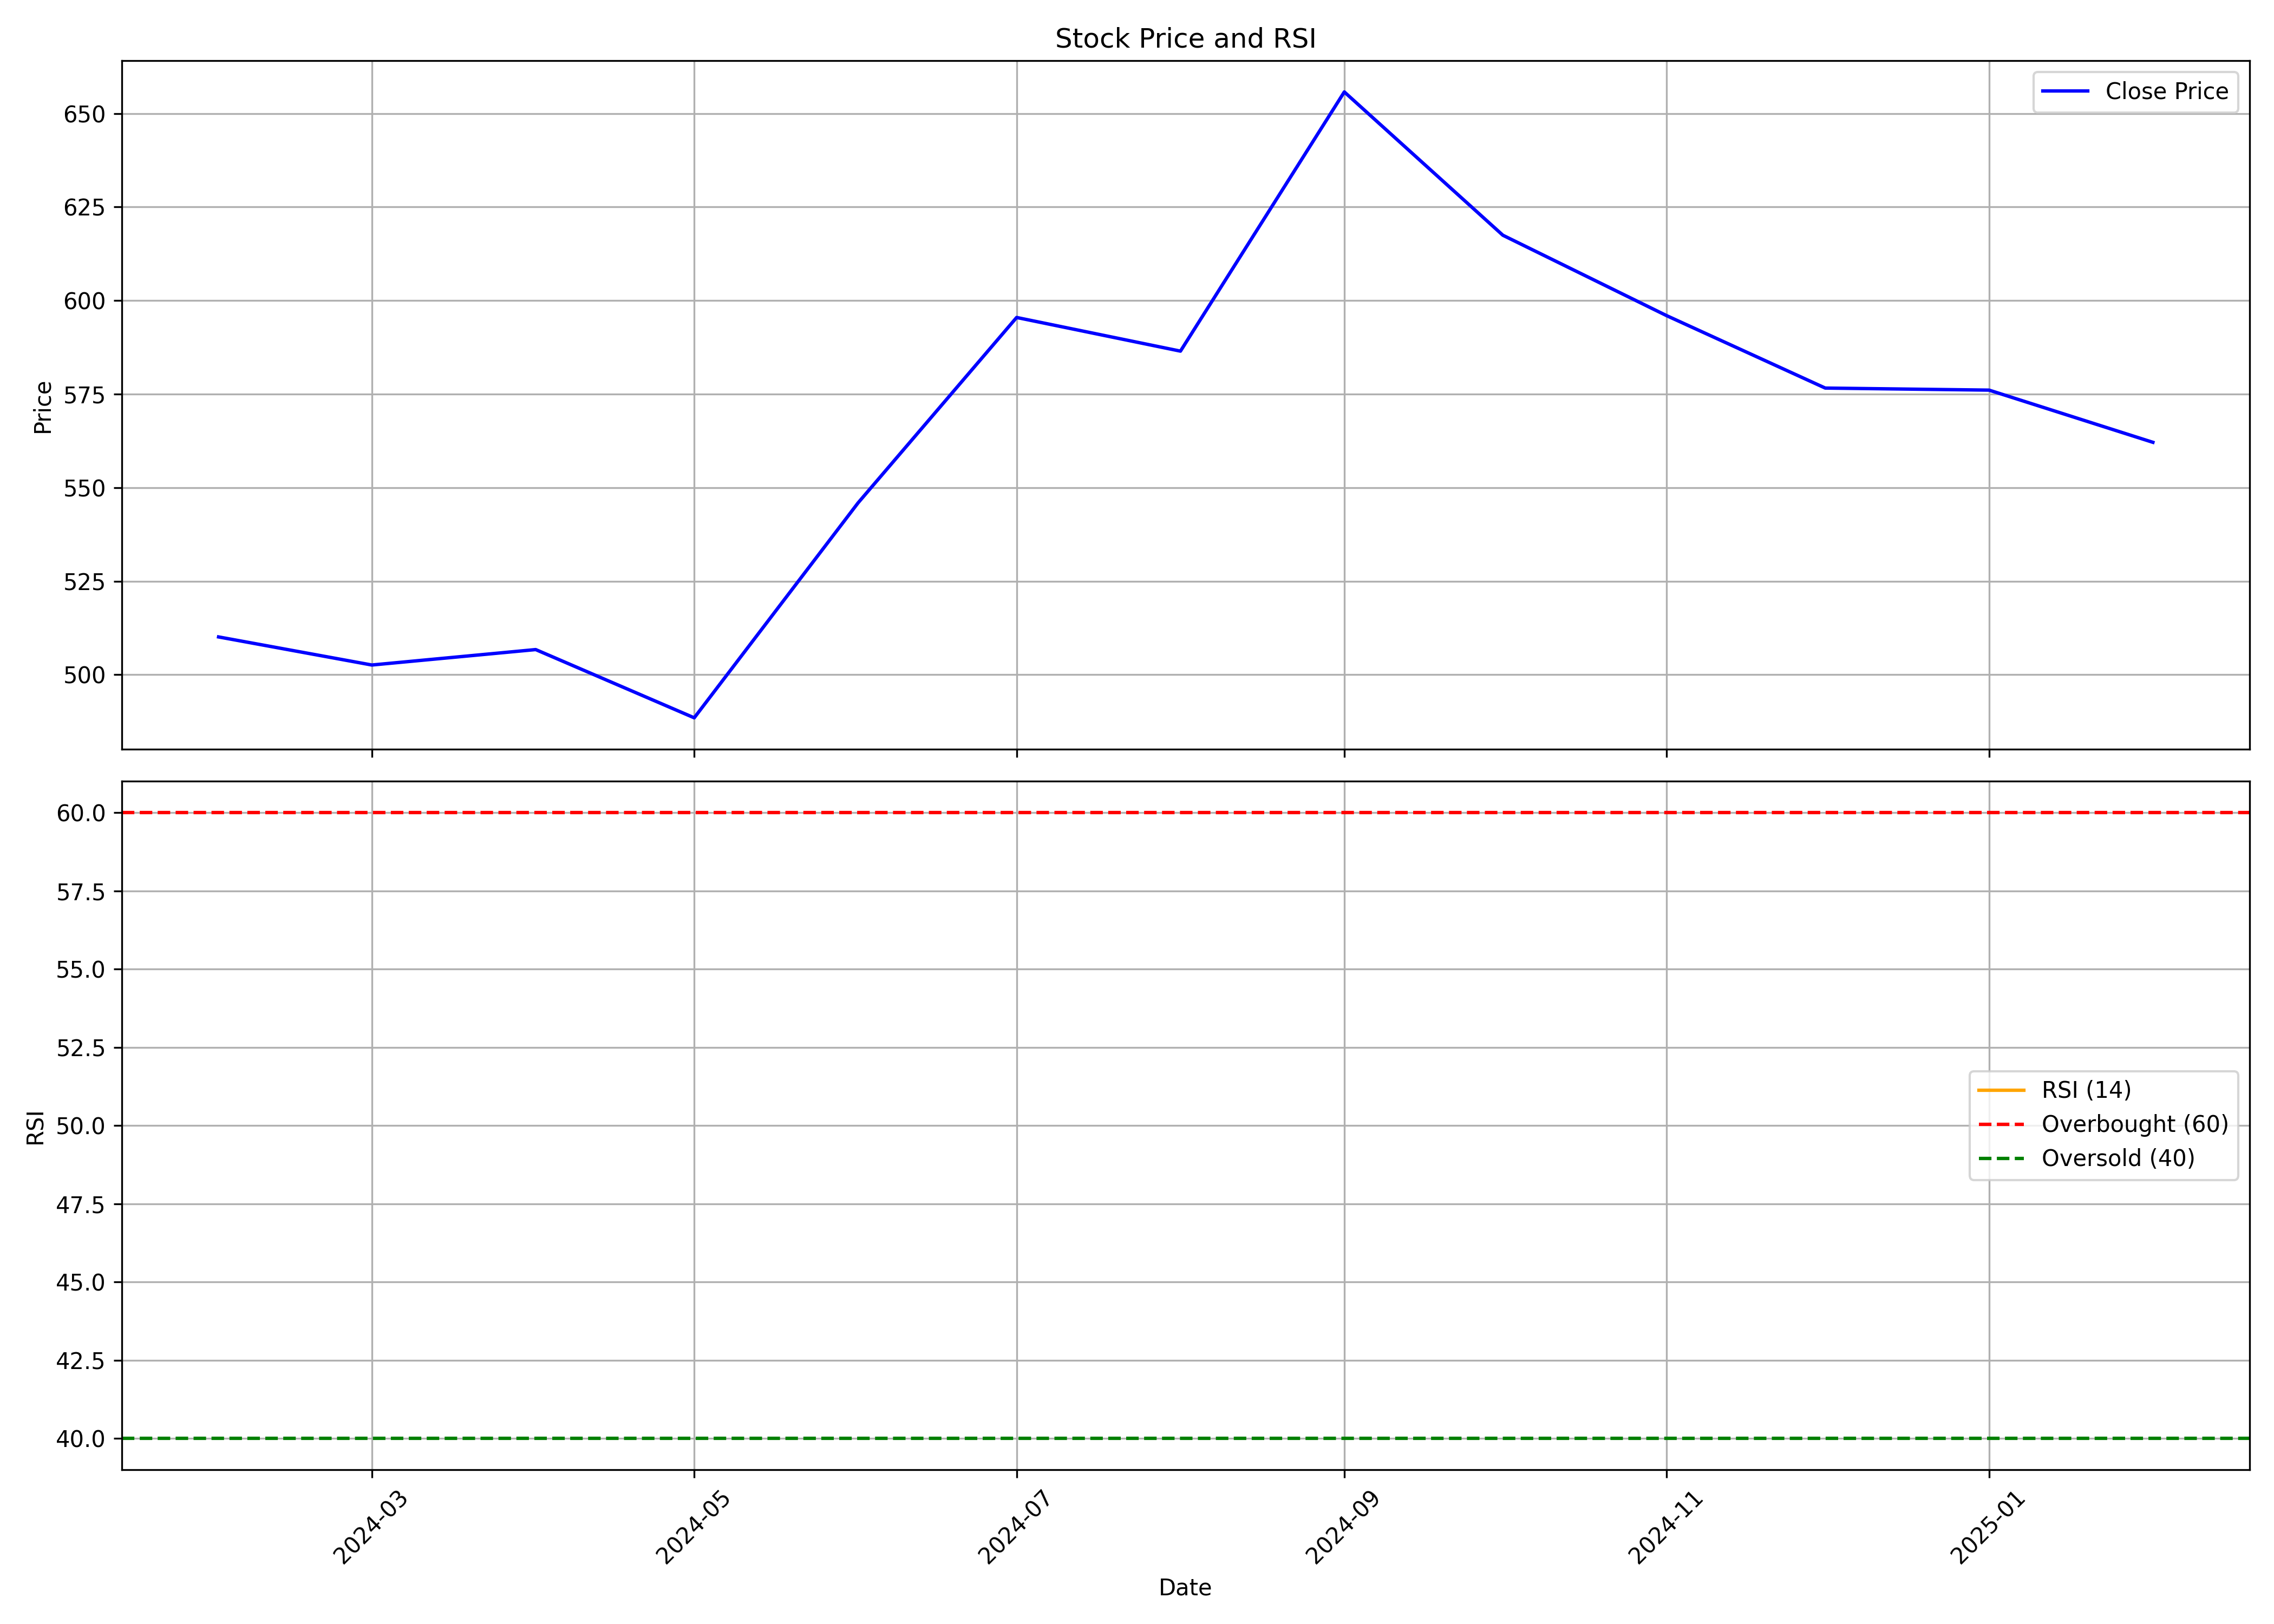 Stock Price and RSI
Close Price
650
625
600
575
550
525
500
Price
60.0
57.5
55.0
52.5
50.0
47.5
45.0
42.5
40.0
RSI
RSI (14)
Overbought (60)
Oversold (40)
2024-03
2024-05
2024-07
2024-09
2024-11
2025-01
Date